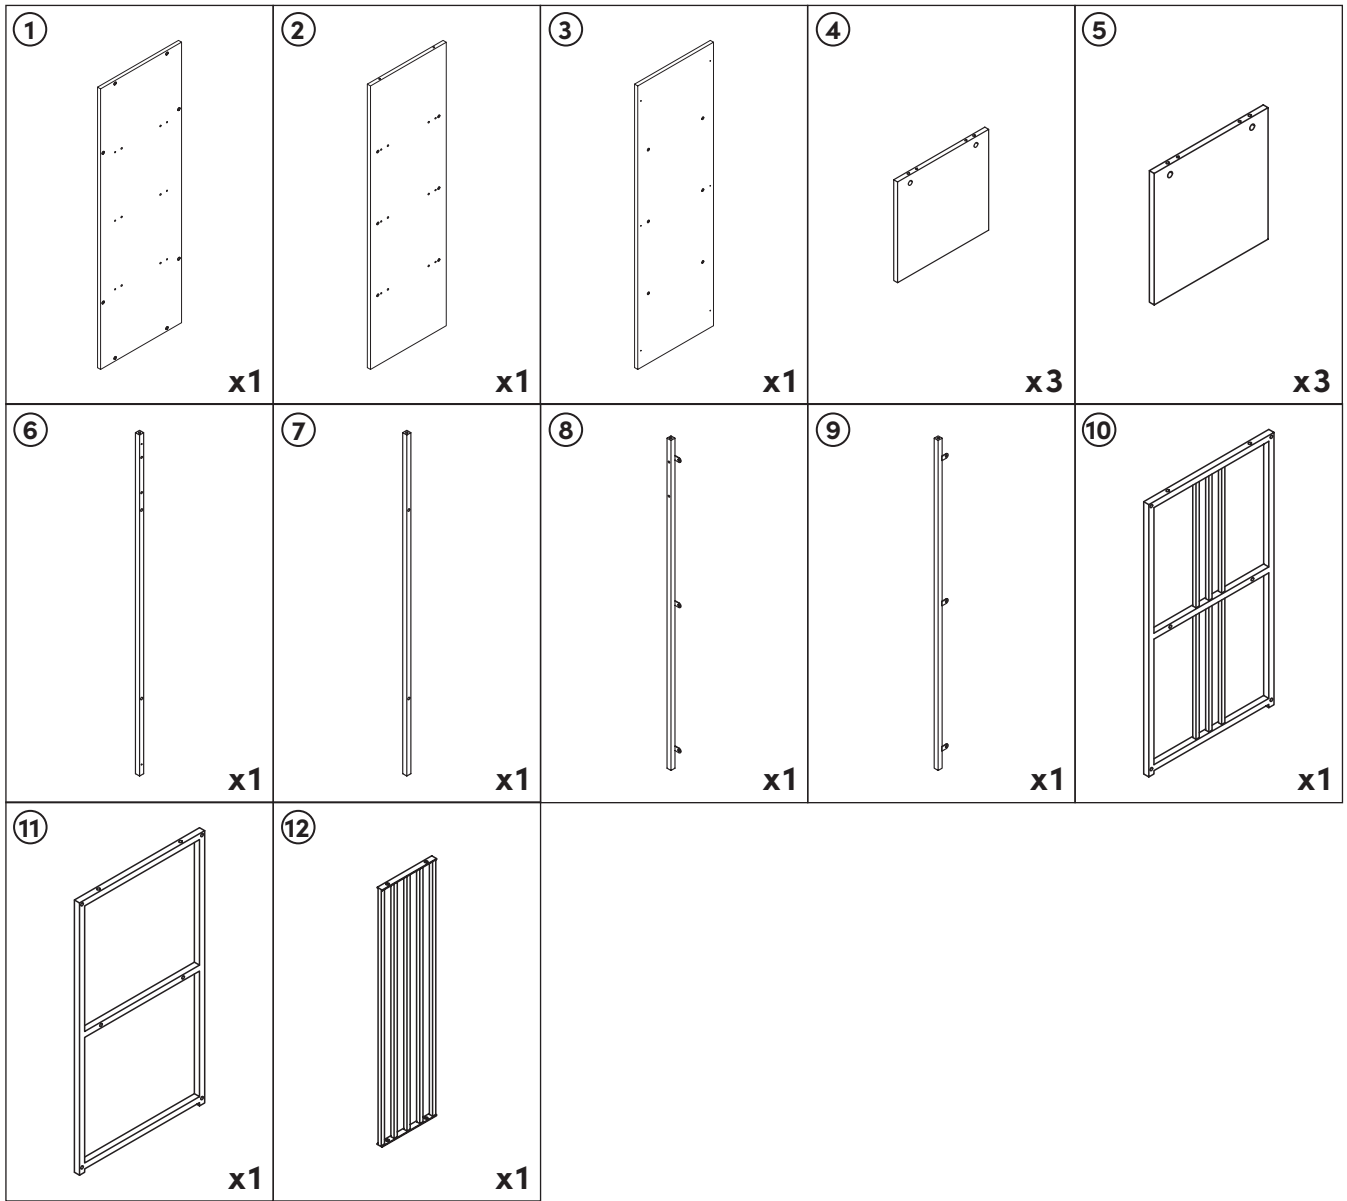 ① ② ③ ④ ⑤
x1 x1 x1 x3 x3
⑥ ⑦ ⑧ ⑨ ⑩
x1 x1 x1 x1 x1
⑪ ⑫
x1 x1